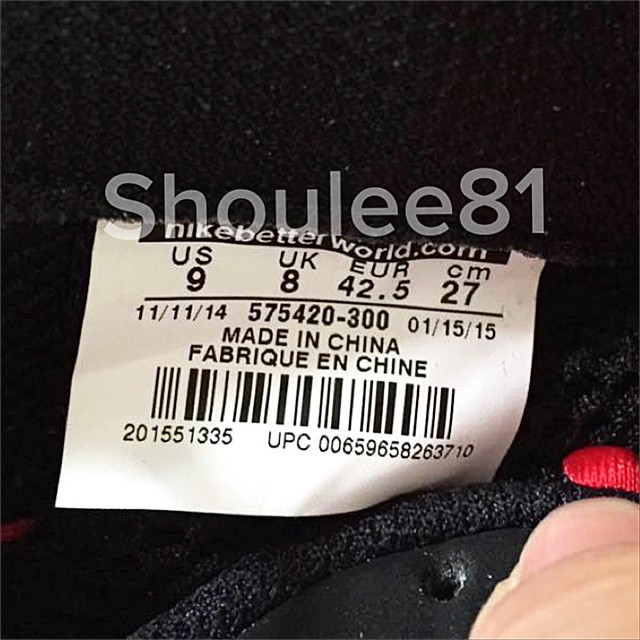 Shoulee81
nikebetterworld.com
US UK EUR cm
9 8 42.5 27
11/11/14 575420-300 01/15/15
MADE IN CHINA
FABRIQUE EN CHINE
201551335 UPC 00659658263710